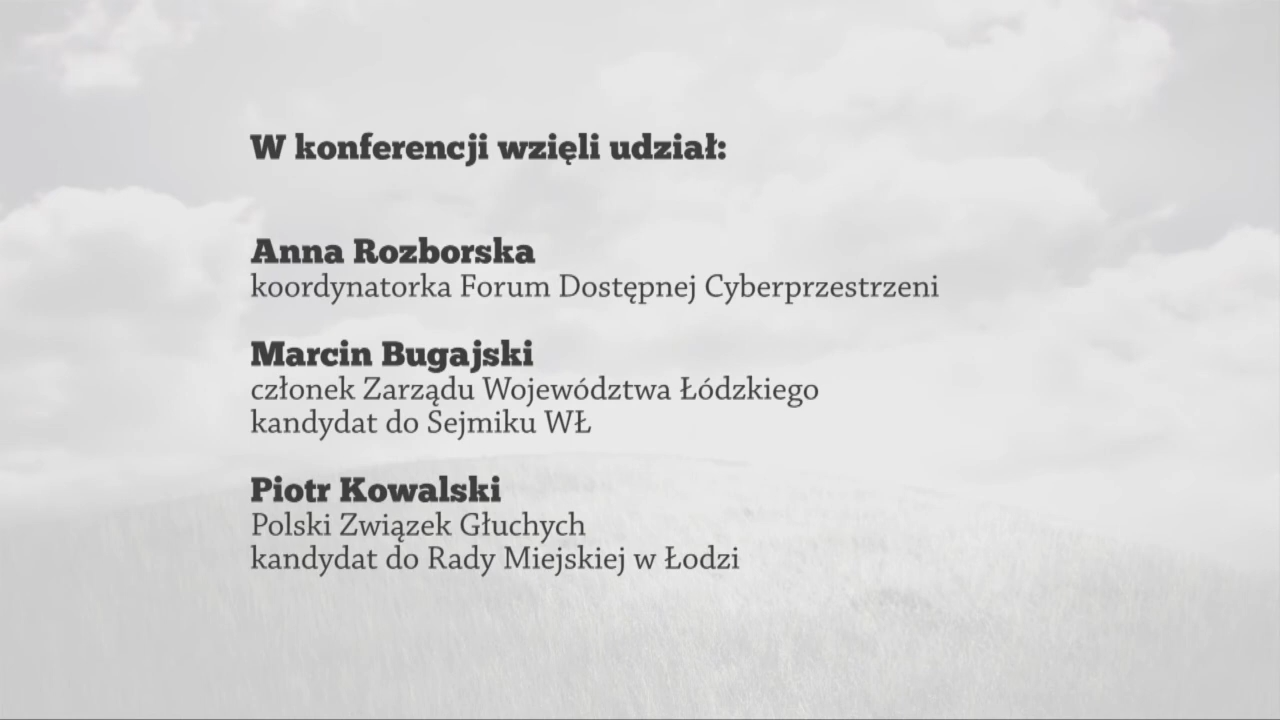 W konferencji wzięli udział:
Anna Rozborska
koordynatorka Forum Dostępnej Cyberprzestrzeni
Marcin Bugajski
członek Zarządu Województwa Łódzkiego
kandydat do Sejmiku WŁ
Piotr Kowalski
Polski Związek Głuchych
kandydat do Rady Miejskiej w Łodzi